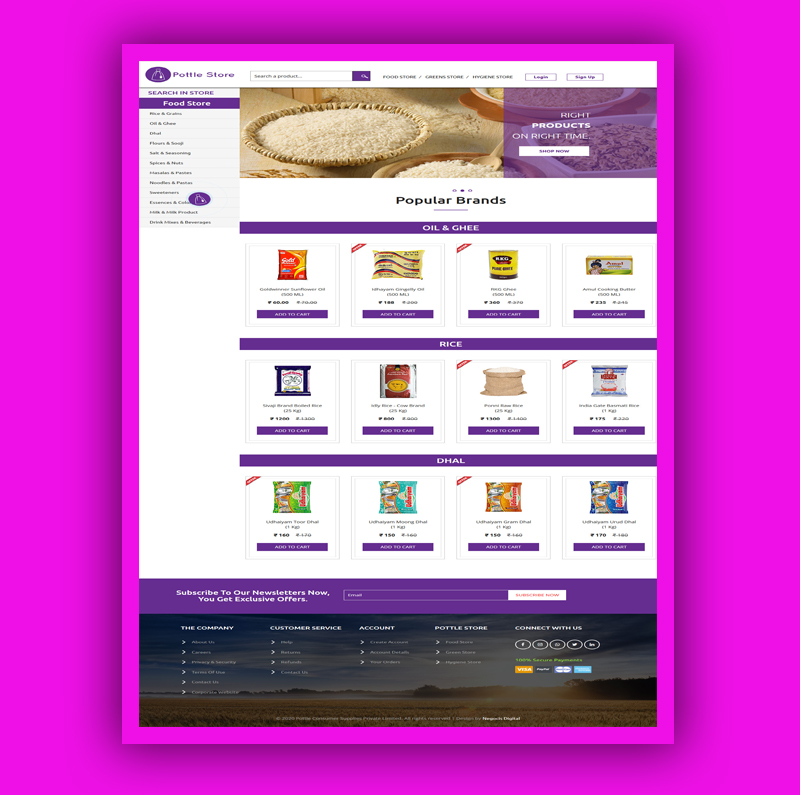 Pottle Store
Search a product...
FOOD STORE / GREENS STORE / HYGIENE STORE
Login
Sign Up
SEARCH IN STORE
Food Store
Rice & Grains
Oil & Ghee
Dhal
Flours & Sooji
Salt & Seasoning
Spices & Nuts
Masalas & Pastes
Noodles & Pastas
Sweeteners
Essences & Col
Milk & Milk Product
Drink Mixes & Beverages
RIGHT
PRODUCTS
ON RIGHT TIME.
SHOP NOW
Popular Brands
OIL & GHEE
Goldwinner Sunflower Oil
(500 ML)
₹ 60.00 ₹ 70.00
ADD TO CART
Idhayam Gingelly Oil
(500 ML)
₹ 188 ₹ 200
ADD TO CART
RKG
RKG Ghee
(500 ML)
₹ 360 ₹ 370
ADD TO CART
Amul
Amul Cooking Butter
(500 ML)
₹ 235 ₹ 245
ADD TO CART
RICE
Sivaji Brand Boiled Rice
(25 Kg)
₹ 1200 ₹ 1300
ADD TO CART
Idly Rice - Cow Brand
(25 Kg)
₹ 800 ₹ 900
ADD TO CART
Ponni Raw Rice
(25 Kg)
₹ 1300 ₹ 1400
ADD TO CART
India Gate Basmati Rice
(1 Kg)
₹ 175
ADD TO CART
DHAL
Udhaiyam Toor Dhal
(1 Kg)
₹ 160 ₹ 170
ADD TO CART
Udhaiyam Moong Dhal
(1 Kg)
₹ 150 ₹ 160
ADD TO CART
Udhaiyam Gram Dhal
(1 Kg)
₹ 150 ₹ 160
ADD TO CART
Udhaiyam Urud Dhal
(1 Kg)
₹ 170 ₹ 180
ADD TO CART
Subscribe To Our Newsletters Now,
You Get Exclusive Offers.
Email
SUBSCRIBE NOW
THE COMPANY
About Us
Careers
Privacy & Security
Terms Of Use
Contact Us
Corporate Website
CUSTOMER SERVICE
Help
Returns
Refunds
Contact Us
ACCOUNT
Create Account
Account Details
Your Orders
POTTLE STORE
Food Store
Green Store
Hygiene Store
CONNECT WITH US
100% Secure Payments
VISA
PayPal
© 2020 Pottle Consumer Supplies Private Limited. All rights reserved. | Design By Negocis Digital